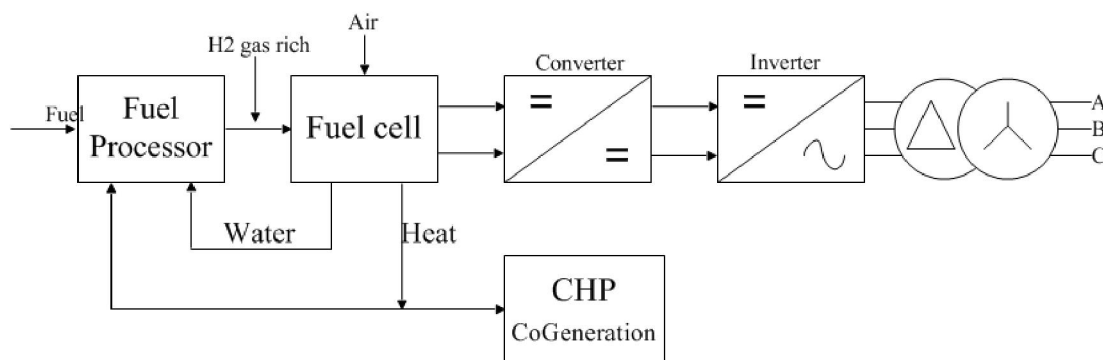 Air
H2 gas rich
Converter
Inverter
Fuel
Fuel
Processor
Fuel cell
A
B
C
Water
Heat
CHP
CoGeneration